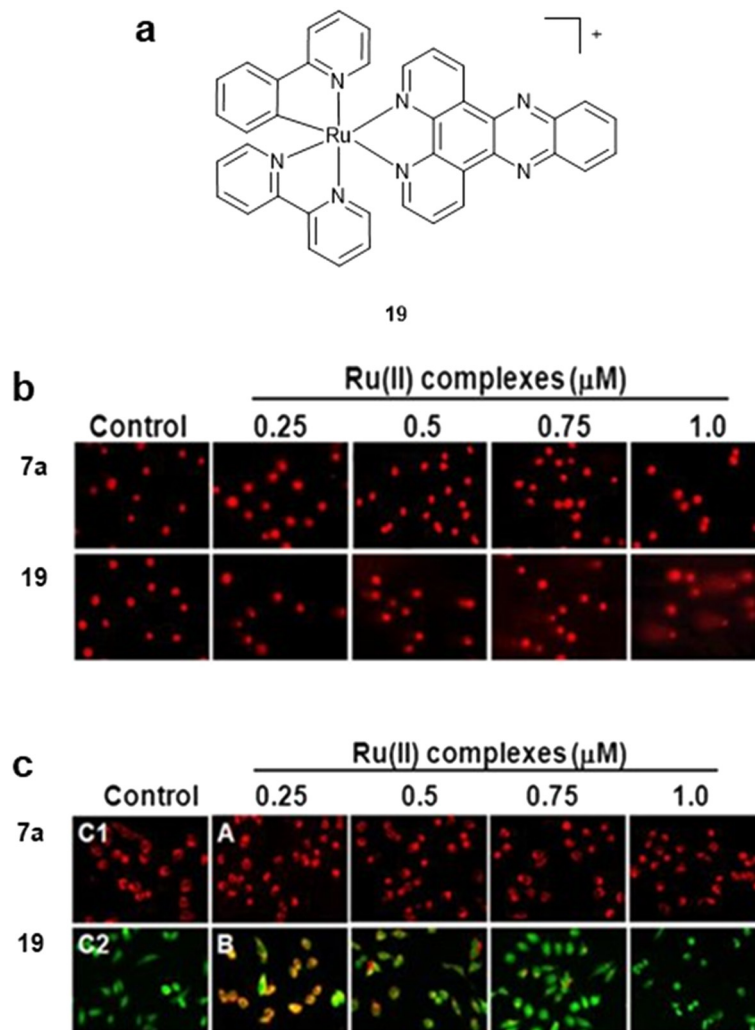 a
+
N
N
N
Ru
N
N
N
N
19
b
Ru(II) complexes (μM)
Control 0.25 0.5 0.75 1.0
7a
19
c
Ru(II) complexes (μM)
Control 0.25 0.5 0.75 1.0
7a C1 A
19 C2 B